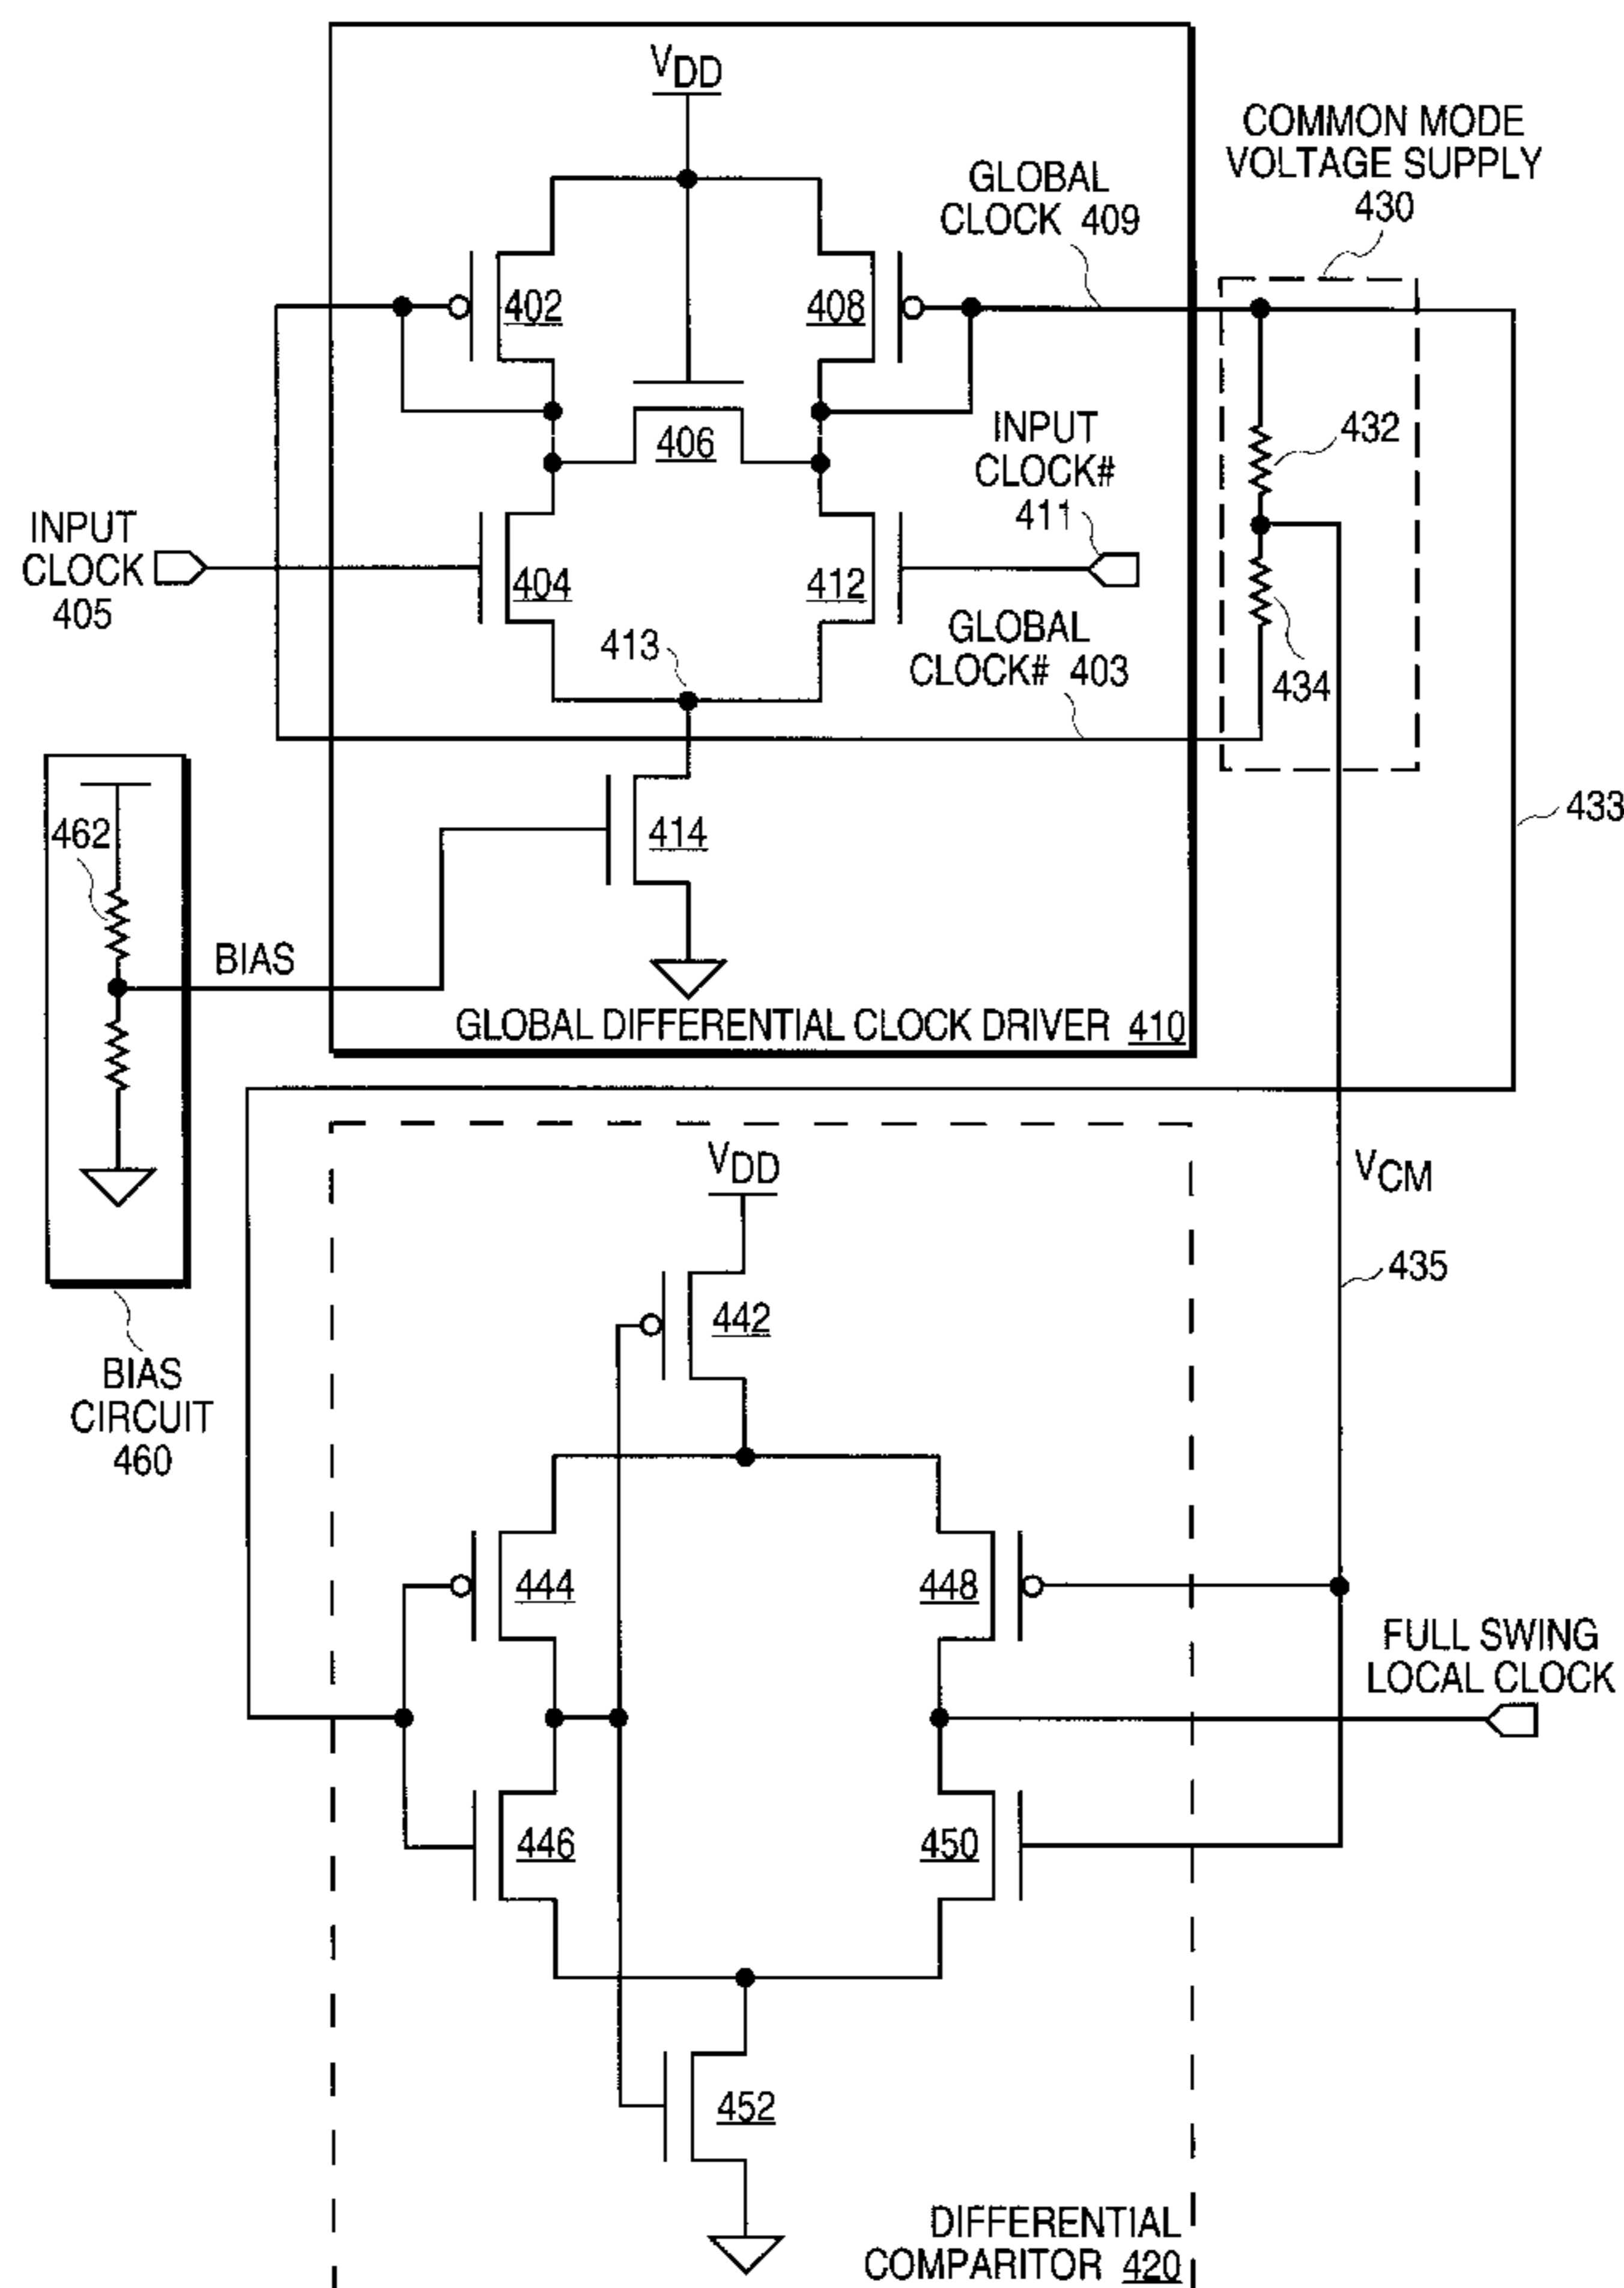 VDD
COMMON MODE
VOLTAGE SUPPLY
430
GLOBAL
CLOCK 409
402
408
406
432
INPUT
CLOCK#
411
INPUT
CLOCK
405
404
412
413
GLOBAL
CLOCK# 403
434
433
462
414
BIAS
GLOBAL DIFFERENTIAL CLOCK DRIVER 410
VDD
VCM
435
442
BIAS
CIRCUIT
460
444
448
FULL SWING
LOCAL CLOCK
446
450
452
DIFFERENTIAL
COMPARITOR 420